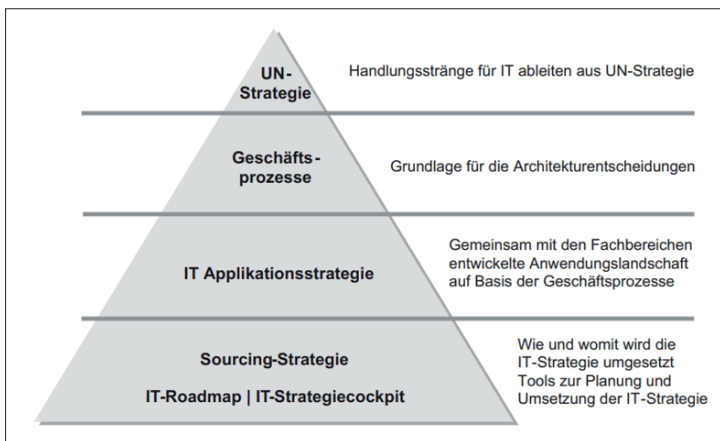 UN-
Strategie
Handlungsstränge für IT ableiten aus UN-Strategie
Geschäfts-
prozesse
Grundlage für die Architekturentscheidungen
IT Applikationsstrategie
Gemeinsam mit den Fachbereichen
entwickelte Anwendungslandschaft
auf Basis der Geschäftsprozesse
Sourcing-Strategie
IT-Roadmap | IT-Strategiecockpit
Wie und womit wird die
IT-Strategie umgesetzt
Tools zur Planung und
Umsetzung der IT-Strategie